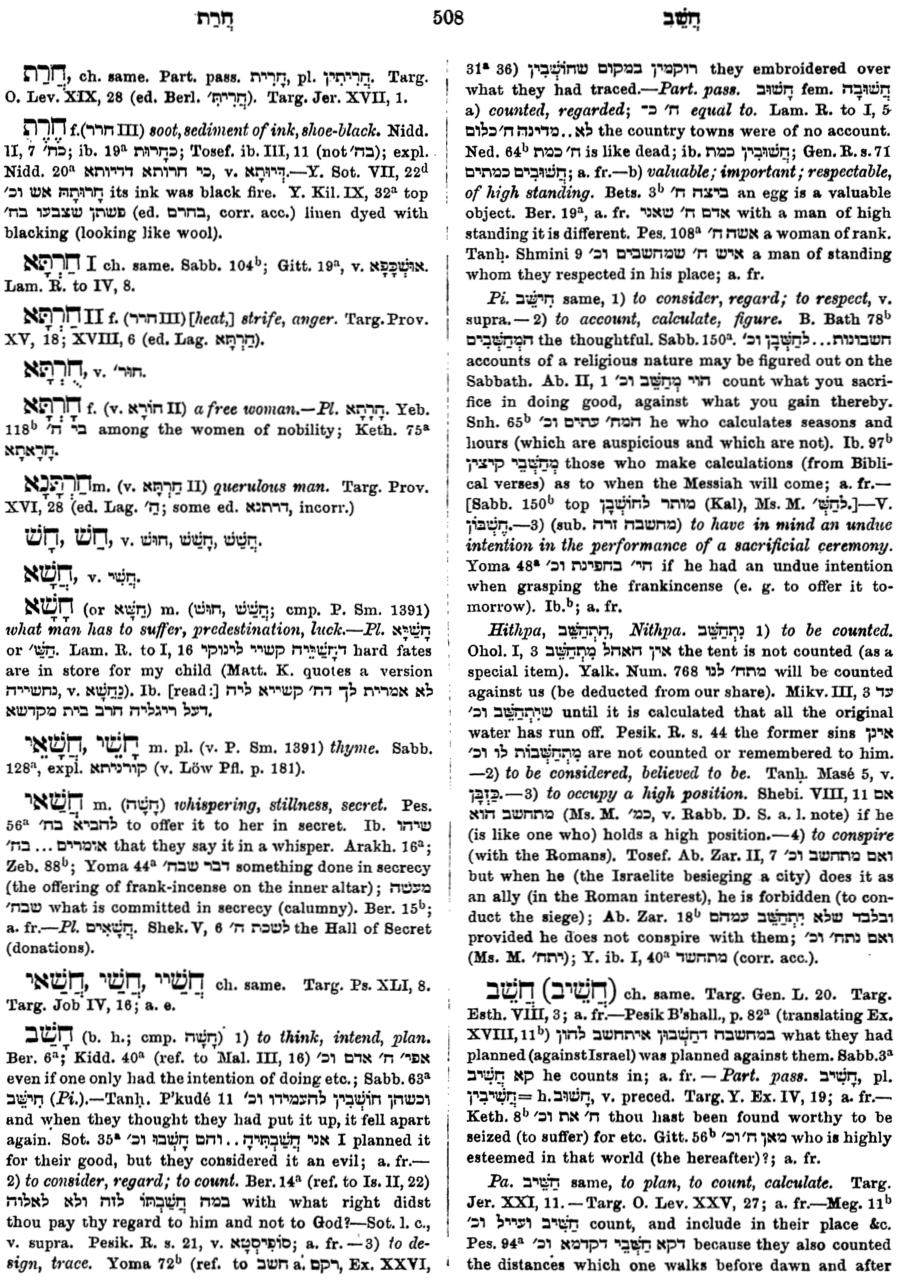 חֲרַת 508 חֲשֵׁב
חֲרַת, ch. same. Part. pass. חֲרִית, pl. חֲרִיתִין. Targ.
O. Lev. XIX, 28 (ed. Berl. חֲרִיתּ׳). Targ. Jer. XVII, 1.
חֶרֶת f. (חרר III) soot, sediment of ink, shoe-black. Nidd.
II, 7 כח׳; ib. 19ᵃ כַּחֲרוּת; Tosef. ib. III, 11 (not בח׳); expl.
Nidd. 20ᵃ כי חרותא דדיותא, v. דְּיוּתָא.—Y. Sot. VII, 22ᵈ
חרותה אש וכ׳ its ink was black fire. Y. Kil. IX, 32ᵃ top
פשתן שצבעו בח׳ (ed. בחרם, corr. acc.) linen dyed with
blacking (looking like wool).
חַרְתָּא I ch. same. Sabb. 104ᵇ; Gitt. 19ᵃ, v. אוּשְׁכָּפָא.
Lam. R. to IV, 8.
חַרְתָּא II f. (חרר III) [heat,] strife, anger. Targ. Prov.
XV, 18; XVIII, 6 (ed. Lag. חִרְתָּא).
חֻרְתָּא, v. חוּר׳.
חָרְתָּא f. (v. חוֹרָא II) a free woman.—Pl. חָרָתָא. Yeb.
118ᵇ בי ח׳ among the women of nobility; Keth. 75ᵃ
חָרָאתָא.
חַרְתָּנָא m. (v. חַרְתָּא II) querulous man. Targ. Prov.
XVI, 28 (ed. Lag. חִ׳; some ed. דרתנא, incorr.)
חָשׁ, חַשׁ, חוּשׁ, v. חֲשַׁשׁ, חָשַׁשׁ, חוּשׁ.
חֲשָׁא, v. חֲשִׁי.
חָשָׁא (or חַשָּׁא) m. (חוּשׁ, חֲשַׁשׁ; cmp. P. Sm. 1391)
what man has to suffer, predestination, luck.—Pl. חָשַׁיָּא
or חַשַּׁ׳. Lam. R. to I, 16 דחָשַׁיֵּיה קשיי לינוקי hard fates
are in store for my child (Matt. K. quotes a version
נחשייה, v. נַחְשָׁא). Ib. [read:] לא אמרית לך דח׳ קשייא ליה
דעל ריגליה חרב בית מקדשא.
חֲשֵׁי, חֲשָׁאֵי m. pl. (v. P. Sm. 1391) thyme. Sabb.
128ᵃ, expl. קורניתא (v. Löw Pfl. p. 181).
חֲשַׁאי m. (חָשָׁה) whispering, stillness, secret. Pes.
56ᵃ להביא בח׳ to offer it to her in secret. Ib. שיהו
אומרים ... בח׳ that they say it in a whisper. Arakh. 16ᵃ;
Zeb. 88ᵇ; Yoma 44ᵃ דבר שבח׳ something done in secrecy
(the offering of frank-incense on the inner altar); מעשה
שבח׳ what is committed in secrecy (calumny). Ber. 15ᵇ;
a. fr.—Pl. חֲשָׁאִים. Shek. V, 6 לשכת ח׳ the Hall of Secret
(donations).
חֲשַׁאי, חֲשַׁי, חֲשַׁיי ch. same. Targ. Ps. XLI, 8.
Targ. Job IV, 16; a. e.
חָשַׁב (b. h.; cmp. חָשָׁה) 1) to think, intend, plan.
Ber. 6ᵃ; Kidd. 40ᵃ (ref. to Mal. III, 16) אפי׳ ח׳ אדם וכ׳
even if one only had the intention of doing etc.; Sabb. 63ᵃ
חִישֵּׁב (Pi.).—Tanḥ. P'kudé 11 וכשהן חוֹשְׁבִין להעמידו וכ׳
and when they thought they had put it up, it fell apart
again. Sot. 35ᵃ אני חֲשַׁבְתִּיהָ .. והם חָשְׁבוּ וכ׳ I planned it
for their good, but they considered it an evil; a. fr.—
2) to consider, regard; to count. Ber. 14ᵃ (ref. to Is. II, 22)
במה חֲשַׁבְתּוֹ לזה ולא לאלוה with what right didst
thou pay thy regard to him and not to God?—Sot. l. c.,
v. supra. Pesik. R. s. 21, v. סוֹפִיסְטָא; a. fr.—3) to de-
sign, trace. Yoma 72ᵇ (ref. to חשב a. רקם, Ex. XXVI,
31ᵃ 36) רוקמין במקום שחוֹשְׁבִין they embroidered over
what they had traced.—Part. pass. חָשׁוּב fem. חֲשׁוּבָה
a) counted, regarded; ח׳ כְּ־ equal to. Lam. R. to I, 5
לא .. מדינה ח׳ כלום the country towns were of no account.
Ned. 64ᵇ ח׳ כמת is like dead; ib. חֲשׁוּבִין כמת; Gen. R. s. 71
חֲשׁוּבִים כמתים; a. fr.—b) valuable; important; respectable,
of high standing. Bets. 3ᵇ ביצה ח׳ an egg is a valuable
object. Ber. 19ᵃ, a. fr. אדם ח׳ שאני with a man of high
standing it is different. Pes. 108ᵃ אשה ח׳ a woman of rank.
Tanḥ. Shmini 9 איש ח׳ שמחשבים וכ׳ a man of standing
whom they respected in his place; a. fr.
Pi. חִישֵּׁב same, 1) to consider, regard; to respect, v.
supra.—2) to account, calculate, figure. B. Bath 78ᵇ
המְחַשְּׁבִים the thoughtful. Sabb. 150ᵃ חשבונות...לחַשְּׁבָן וכ׳.
accounts of a religious nature may be figured out on the
Sabbath. Ab. II, 1 הוי מְחַשֵּׁב וכ׳ count what you sacri-
fice in doing good, against what you gain thereby.
Snh. 65ᵇ המח׳ עתים וכ׳ he who calculates seasons and
hours (which are auspicious and which are not). Ib. 97ᵇ
מְחַשְּׁבֵי קיצין those who make calculations (from Bibli-
cal verses) as to when the Messiah will come; a. fr.—
[Sabb. 150ᵇ top מותר לחוֹשְׁבָן (Kal), Ms. M. לחַשְּׁ׳.]—V.
חֶשְׁבּוֹן.—3) (sub. מחשבה זרה) to have in mind an undue
intention in the performance of a sacrificial ceremony.
Yoma 48ᵃ חי׳ בחפינת וכ׳ if he had an undue intention
when grasping the frankincense (e. g. to offer it to-
morrow). Ib.ᵇ; a. fr.
Hithpa, הִתְחַשֵּׁב, Nithpa. נִתְחַשֵּׁב 1) to be counted.
Ohol. I, 3 אין האהל מִתְחַשֵּׁב the tent is not counted (as a
special item). Yalk. Num. 768 מתח׳ לנו will be counted
against us (be deducted from our share). Mikv. III, 3 עד
שיִתְחַשֵּׁב וכ׳ until it is calculated that all the original
water has run off. Pesik. R. s. 44 the former sins אינן
מִתְחַשְּׁבוֹת לו וכ׳ are not counted or remembered to him.
—2) to be considered, believed to be. Tanḥ. Masé 5, v.
כַּזְבָּן.—3) to occupy a high position. Shebi. VIII, 11 אם
מתחשב הוא (Ms. M. כמ׳, v. Rabb. D. S. a. l. note) if he
(is like one who) holds a high position.—4) to conspire
(with the Romans). Tosef. Ab. Zar. II, 7 ואם מתחשב וכ׳
but when he (the Israelite besieging a city) does it as
an ally (in the Roman interest), he is forbidden (to con-
duct the siege); Ab. Zar. 18ᵇ ובלבד שלא יִתְחַשֵּׁב עמהם
provided he does not conspire with them; ואם נתח׳ וכ׳
(Ms. M. יתח׳); Y. ib. I, 40ᵃ מתחשד (corr. acc.).
חֲשֵׁב (חֲשֵׁיב) ch. same. Targ. Gen. L. 20. Targ.
Esth. VIII, 3; a. fr.—Pesik B'shall., p. 82ᵃ (translating Ex.
XVIII, 11ᵇ) במחשבה דחֲשַׁבוּן איתחשב להון what they had
planned (against Israel) was planned against them. Sabb. 3ᵃ
קא חָשֵׁיב he counts in; a. fr.—Part. pass. חֲשִׁיב, pl.
חֲשִׁיבִין = h. חָשׁוּב, v. preced. Targ. Y. Ex. IV, 19; a. fr.—
Keth. 8ᵇ ח׳ את וכ׳ thou hast been found worthy to be
seized (to suffer) for etc. Gitt. 56ᵇ מאן ח׳ וכ׳ who is highly
esteemed in that world (the hereafter)?; a. fr.
Pa. חַשֵּׁיב same, to plan, to count, calculate. Targ.
Jer. XXI, 11.—Targ. O. Lev. XXV, 27; a. fr.—Meg. 11ᵇ
חַשֵּׁיב ועייל וכ׳ count, and include in their place &c.
Pes. 94ᵃ דקא חַשְּׁבֵי דקדמא וכ׳ because they also counted
the distances which one walks before dawn and after